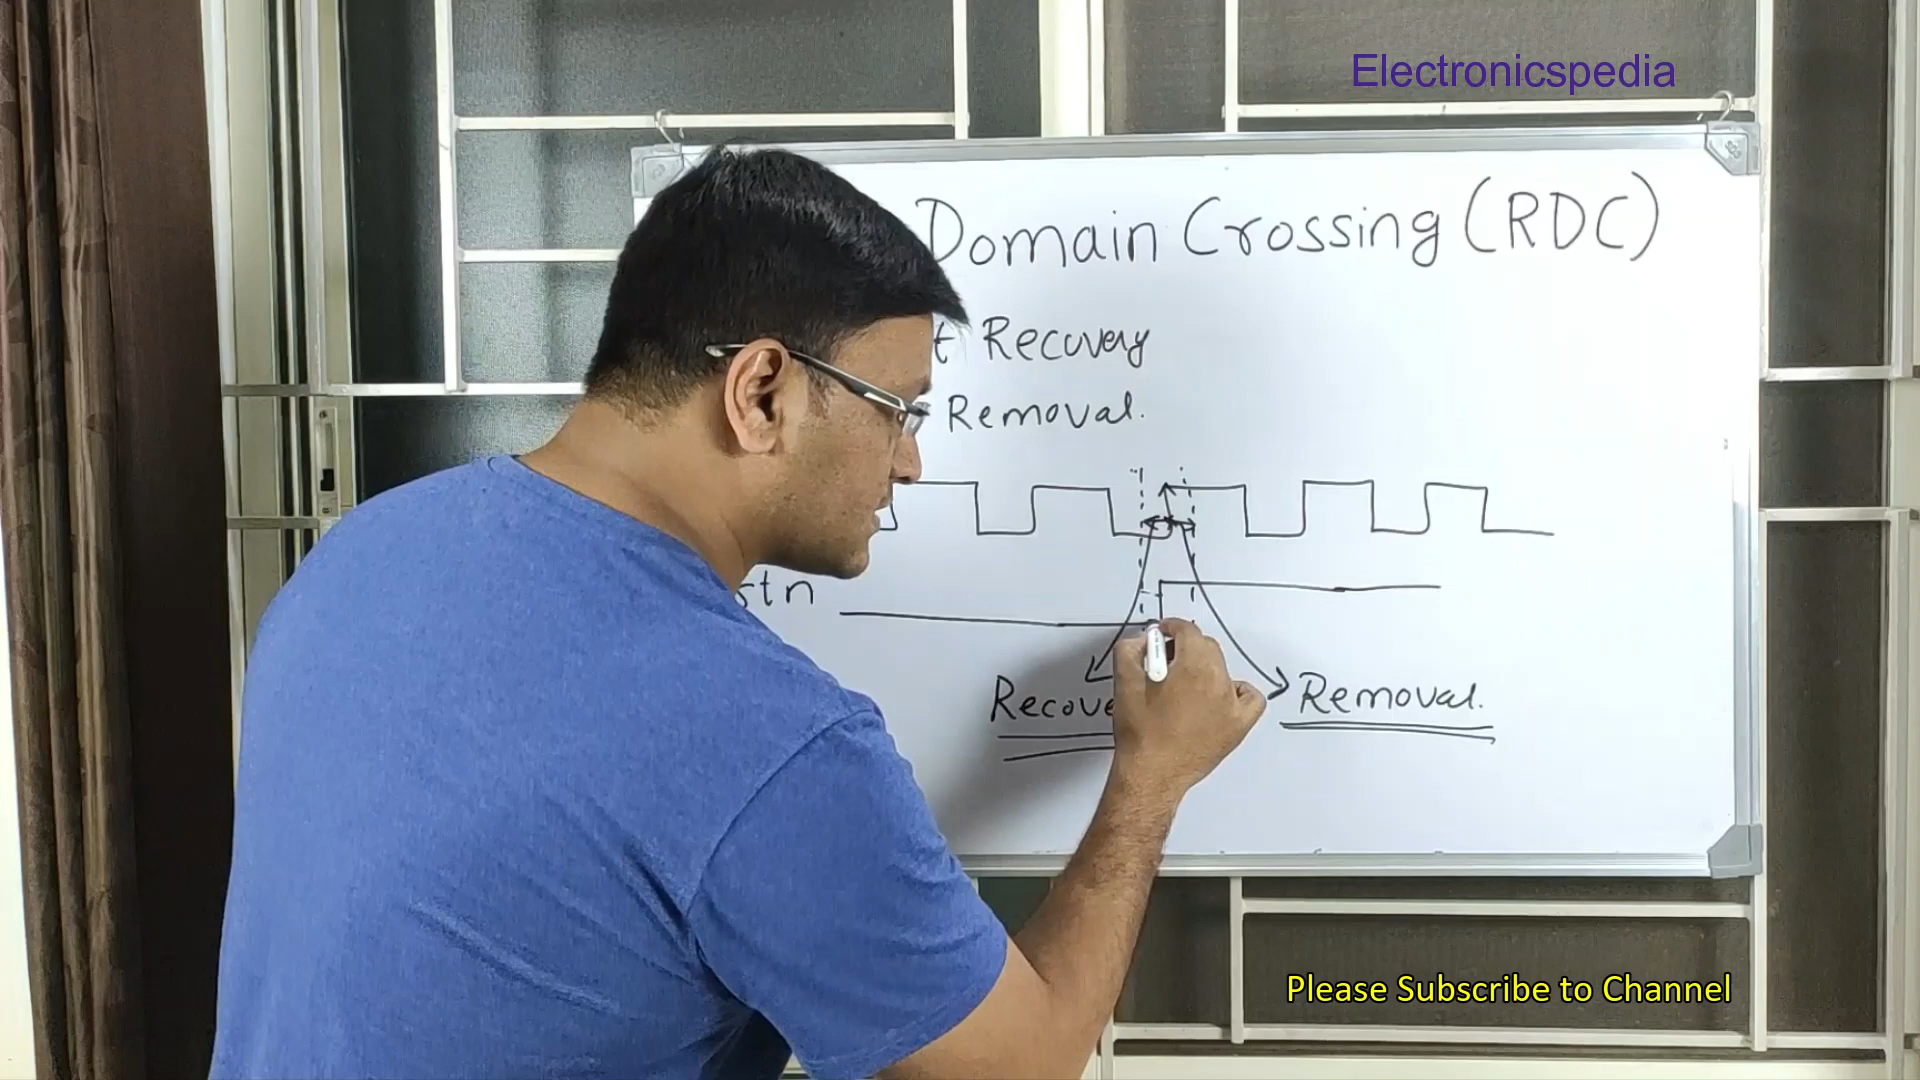 Electronicspedia
Domain Crossing (RDC)
t Recovery
Removal.
stn
Recove
Removal.
Please Subscribe to Channel